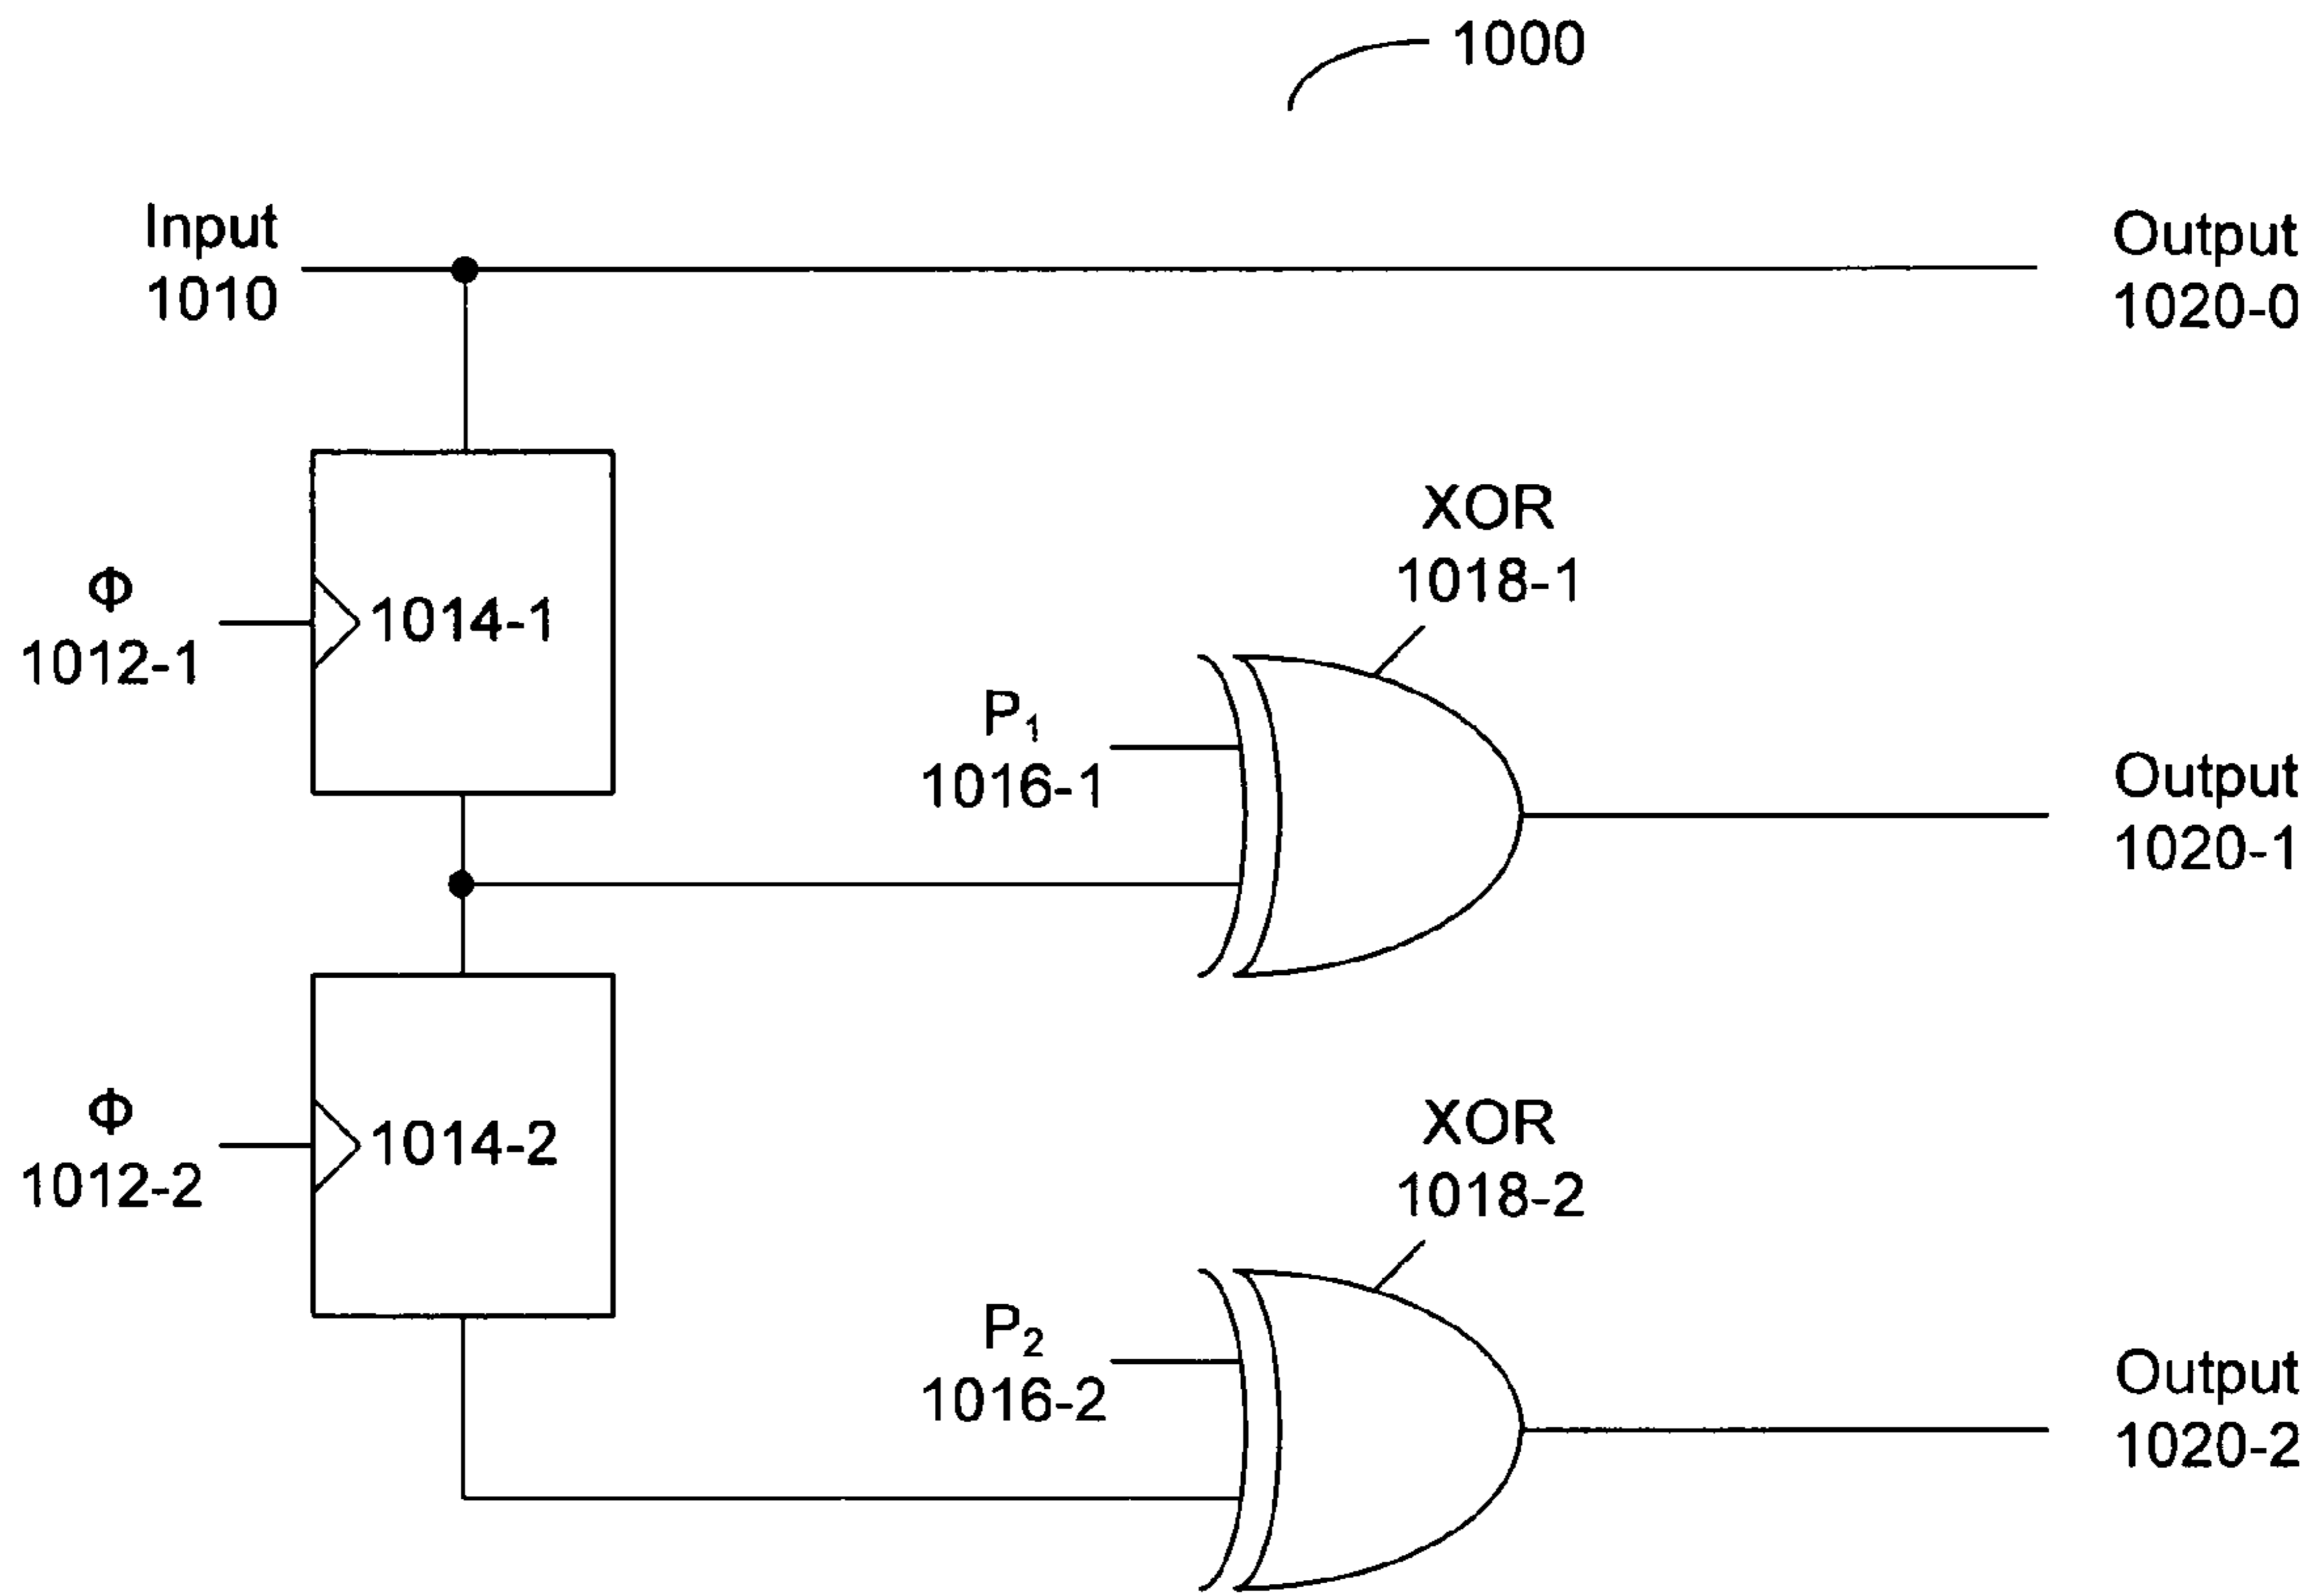 1000
Input
1010
Output
1020-0
XOR
1018-1
Φ
1012-1
1014-1
P₁
1016-1
Output
1020-1
XOR
1018-2
Φ
1012-2
1014-2
P₂
1016-2
Output
1020-2